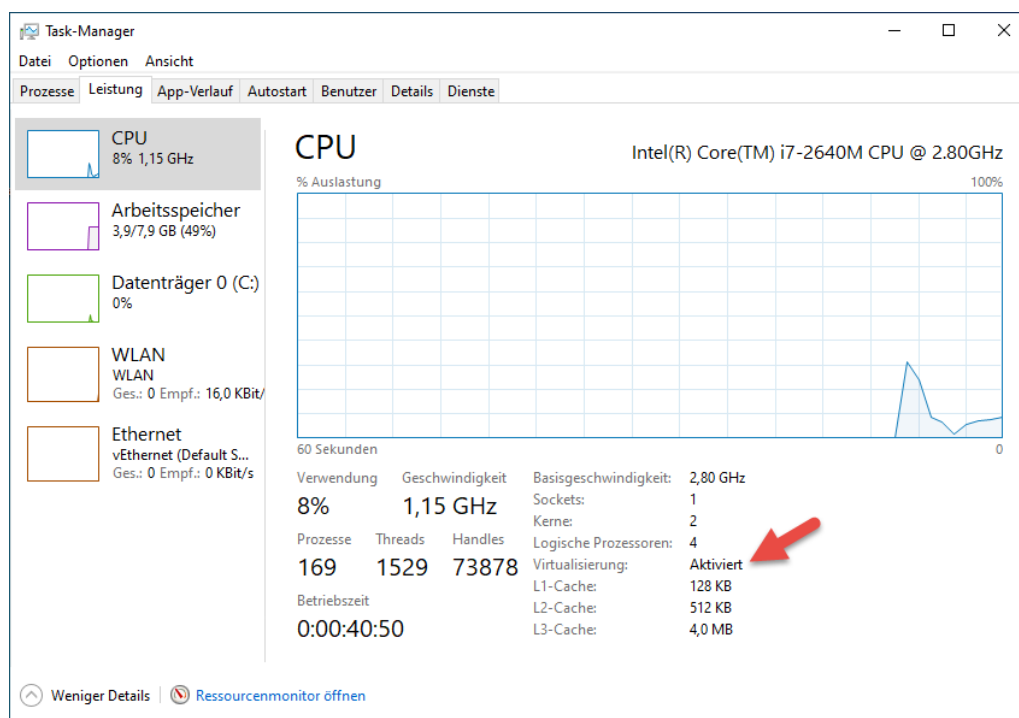 Task-Manager
Datei Optionen Ansicht
Prozesse Leistung App-Verlauf Autostart Benutzer Details Dienste
CPU
8% 1,15 GHz
Arbeitsspeicher
3,9/7,9 GB (49%)
Datenträger 0 (C:)
0%
WLAN
WLAN
Ges.: 0 Empf.: 16,0 KBit/
Ethernet
vEthernet (Default S...
Ges.: 0 Empf.: 0 KBit/s
CPU Intel(R) Core(TM) i7-2640M CPU @ 2.80GHz
% Auslastung 100%
60 Sekunden 0
Verwendung Geschwindigkeit
8% 1,15 GHz
Prozesse Threads Handles
169 1529 73878
Betriebszeit
0:00:40:50
Basisgeschwindigkeit: 2,80 GHz
Sockets: 1
Kerne: 2
Logische Prozessoren: 4
Virtualisierung: Aktiviert
L1-Cache: 128 KB
L2-Cache: 512 KB
L3-Cache: 4,0 MB
Weniger Details Ressourcenmonitor öffnen